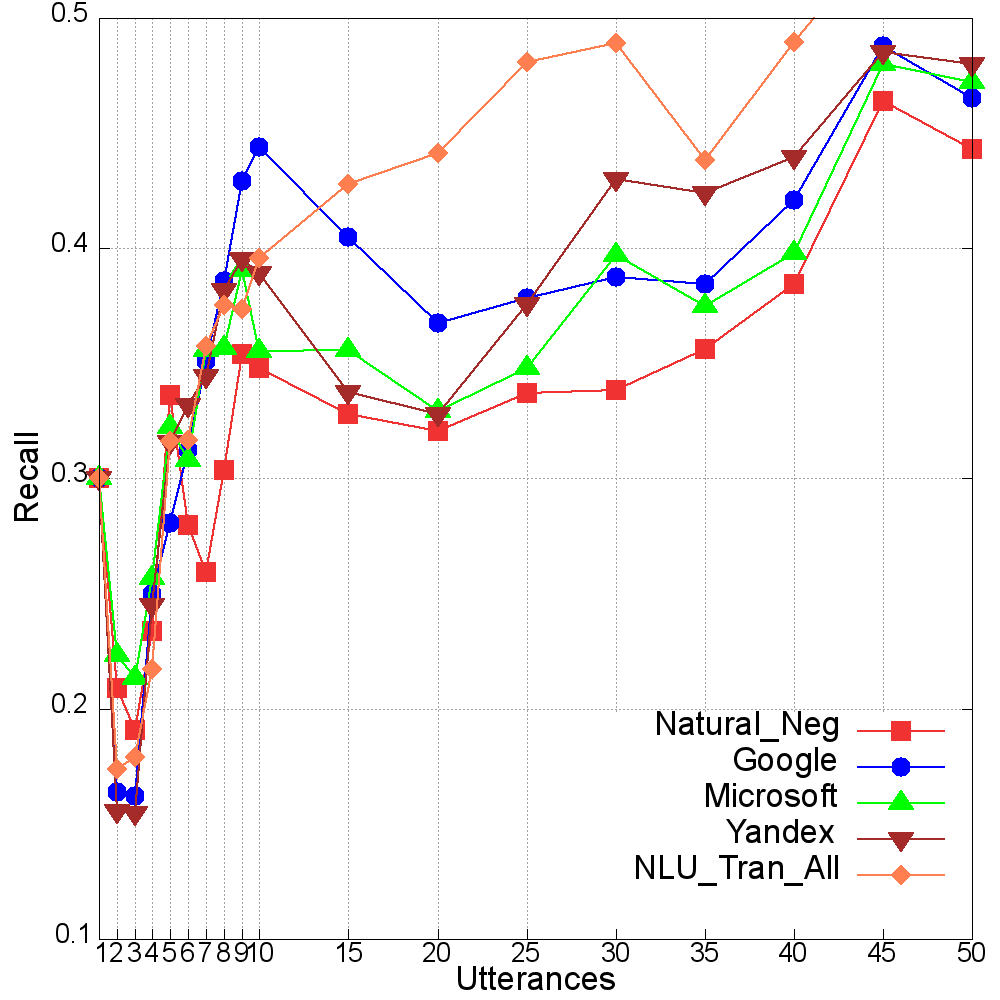 0.5
0.4
0.3
0.2
0.1
Recall
Natural_Neg
Google
Microsoft
Yandex
NLU_Tran_All
1 2 3 4 5 6 7 8 9 10 15 20 25 30 35 40 45 50
Utterances